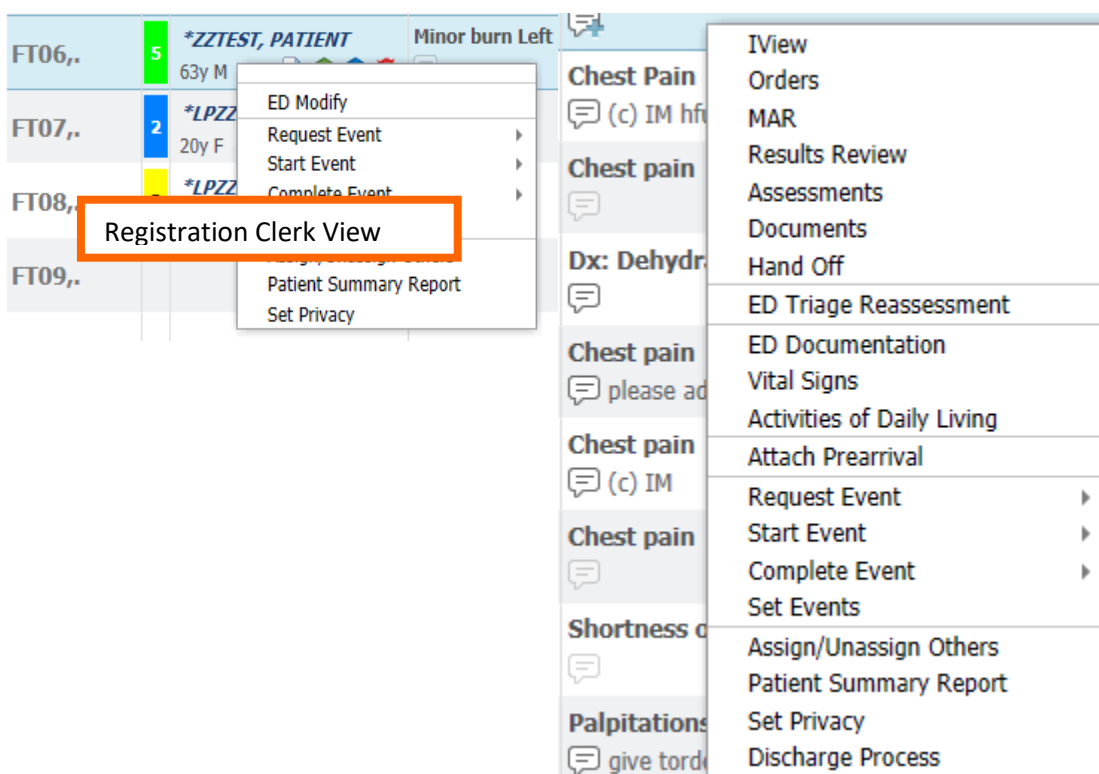 FT06,.
5
*ZZTEST, PATIENT
63y M
Minor burn Left
FT07,.
2
*LPZZ
20y F
FT08,.
*LPZZ
FT09,.
ED Modify
Request Event
Start Event
Complete Event
Registration Clerk View
Patient Summary Report
Set Privacy
Chest Pain
(c) IM hfu
Chest pain
Dx: Dehydr
Chest pain
please ad
Chest pain
(c) IM
Chest pain
Shortness o
Palpitations
give torde
IView
Orders
MAR
Results Review
Assessments
Documents
Hand Off
ED Triage Reassessment
ED Documentation
Vital Signs
Activities of Daily Living
Attach Prearrival
Request Event
Start Event
Complete Event
Set Events
Assign/Unassign Others
Patient Summary Report
Set Privacy
Discharge Process